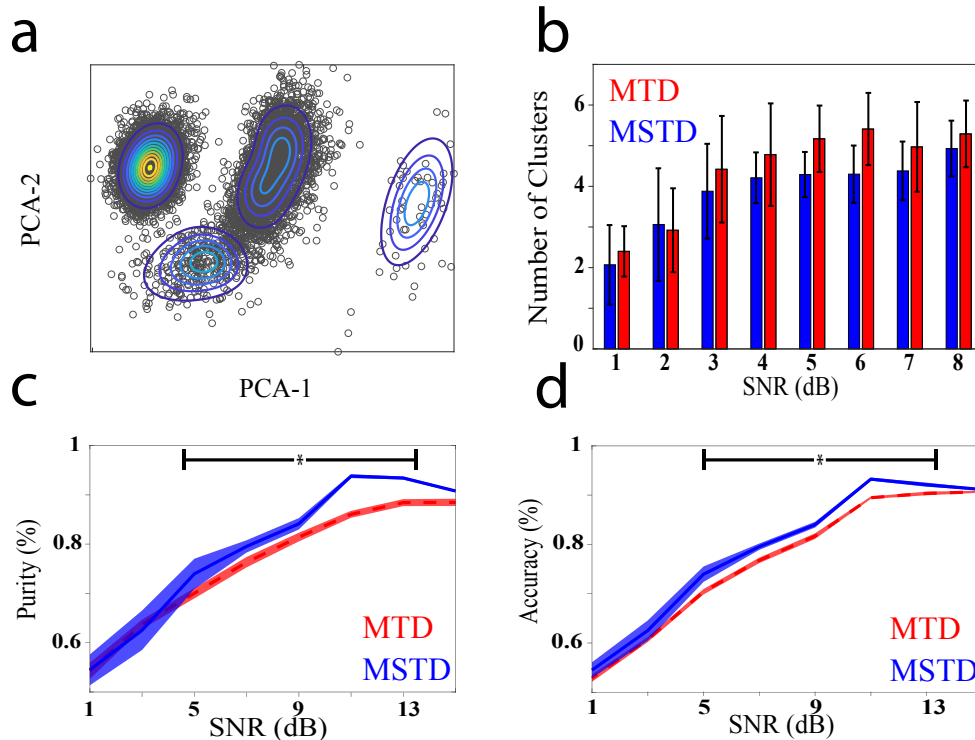 a
PCA-2
PCA-1
b
MTD
MSTD
Number of Clusters
6
4
2
0
1 2 3 4 5 6 7 8
SNR (dB)
c
Purity (%)
1
0.8
0.6
*
MTD
MSTD
1 5 9 13
SNR (dB)
d
Accuracy (%)
1
0.8
0.6
*
MTD
MSTD
1 5 9 13
SNR (dB)